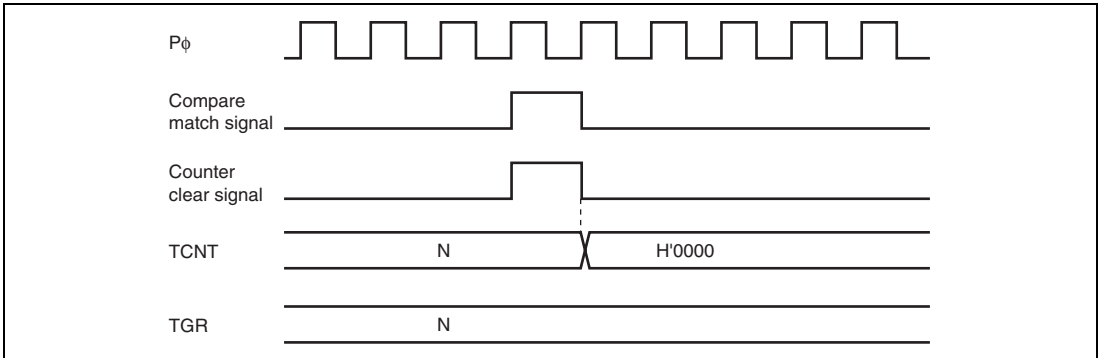 Pϕ
Compare
match signal
Counter
clear signal
TCNT
N
H'0000
TGR
N